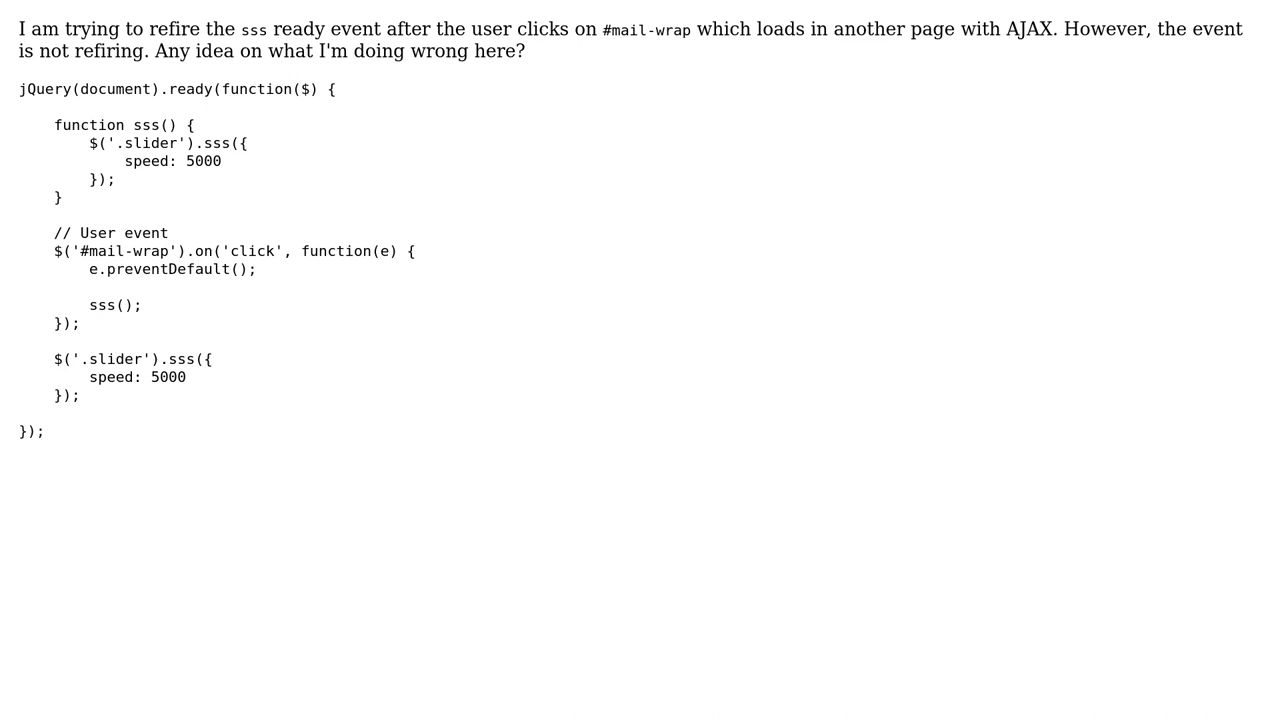 I am trying to refire the sss ready event after the user clicks on #mail-wrap which loads in another page with AJAX. However, the event
is not refiring. Any idea on what I'm doing wrong here?
jQuery(document).ready(function($) {
    function sss() {
        $('.slider').sss({
            speed: 5000
        });
    }
    // User event
    $('#mail-wrap').on('click', function(e) {
        e.preventDefault();
        sss();
    });
    $('.slider').sss({
        speed: 5000
    });
});